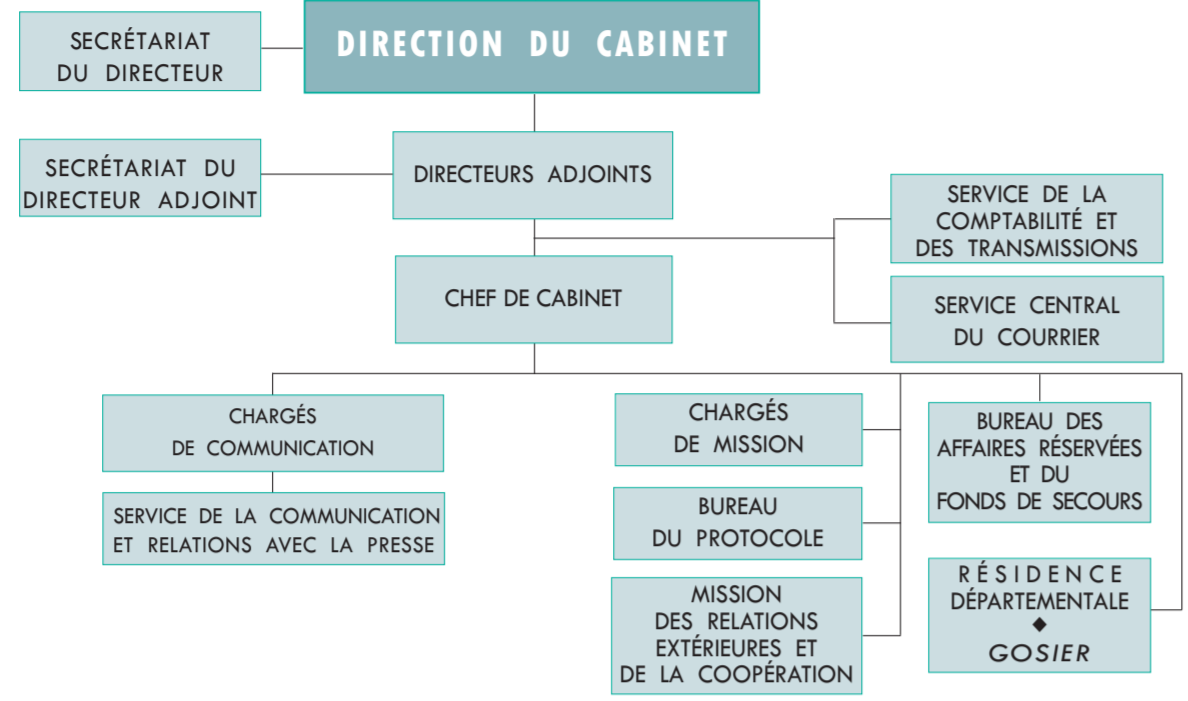 SECRÉTARIAT
DU DIRECTEUR
DIRECTION DU CABINET
SECRÉTARIAT DU
DIRECTEUR ADJOINT
DIRECTEURS ADJOINTS
SERVICE DE LA
COMPTABILITÉ ET
DES TRANSMISSIONS
CHEF DE CABINET
SERVICE CENTRAL
DU COURRIER
CHARGÉS
DE COMMUNICATION
SERVICE DE LA COMMUNICATION
ET RELATIONS AVEC LA PRESSE
CHARGÉS
DE MISSION
BUREAU
DU PROTOCOLE
MISSION
DES RELATIONS
EXTÉRIEURES ET
DE LA COOPÉRATION
BUREAU DES
AFFAIRES RÉSERVÉES
ET DU
FONDS DE SECOURS
RÉSIDENCE
DÉPARTEMENTALE
◆
GOSIER